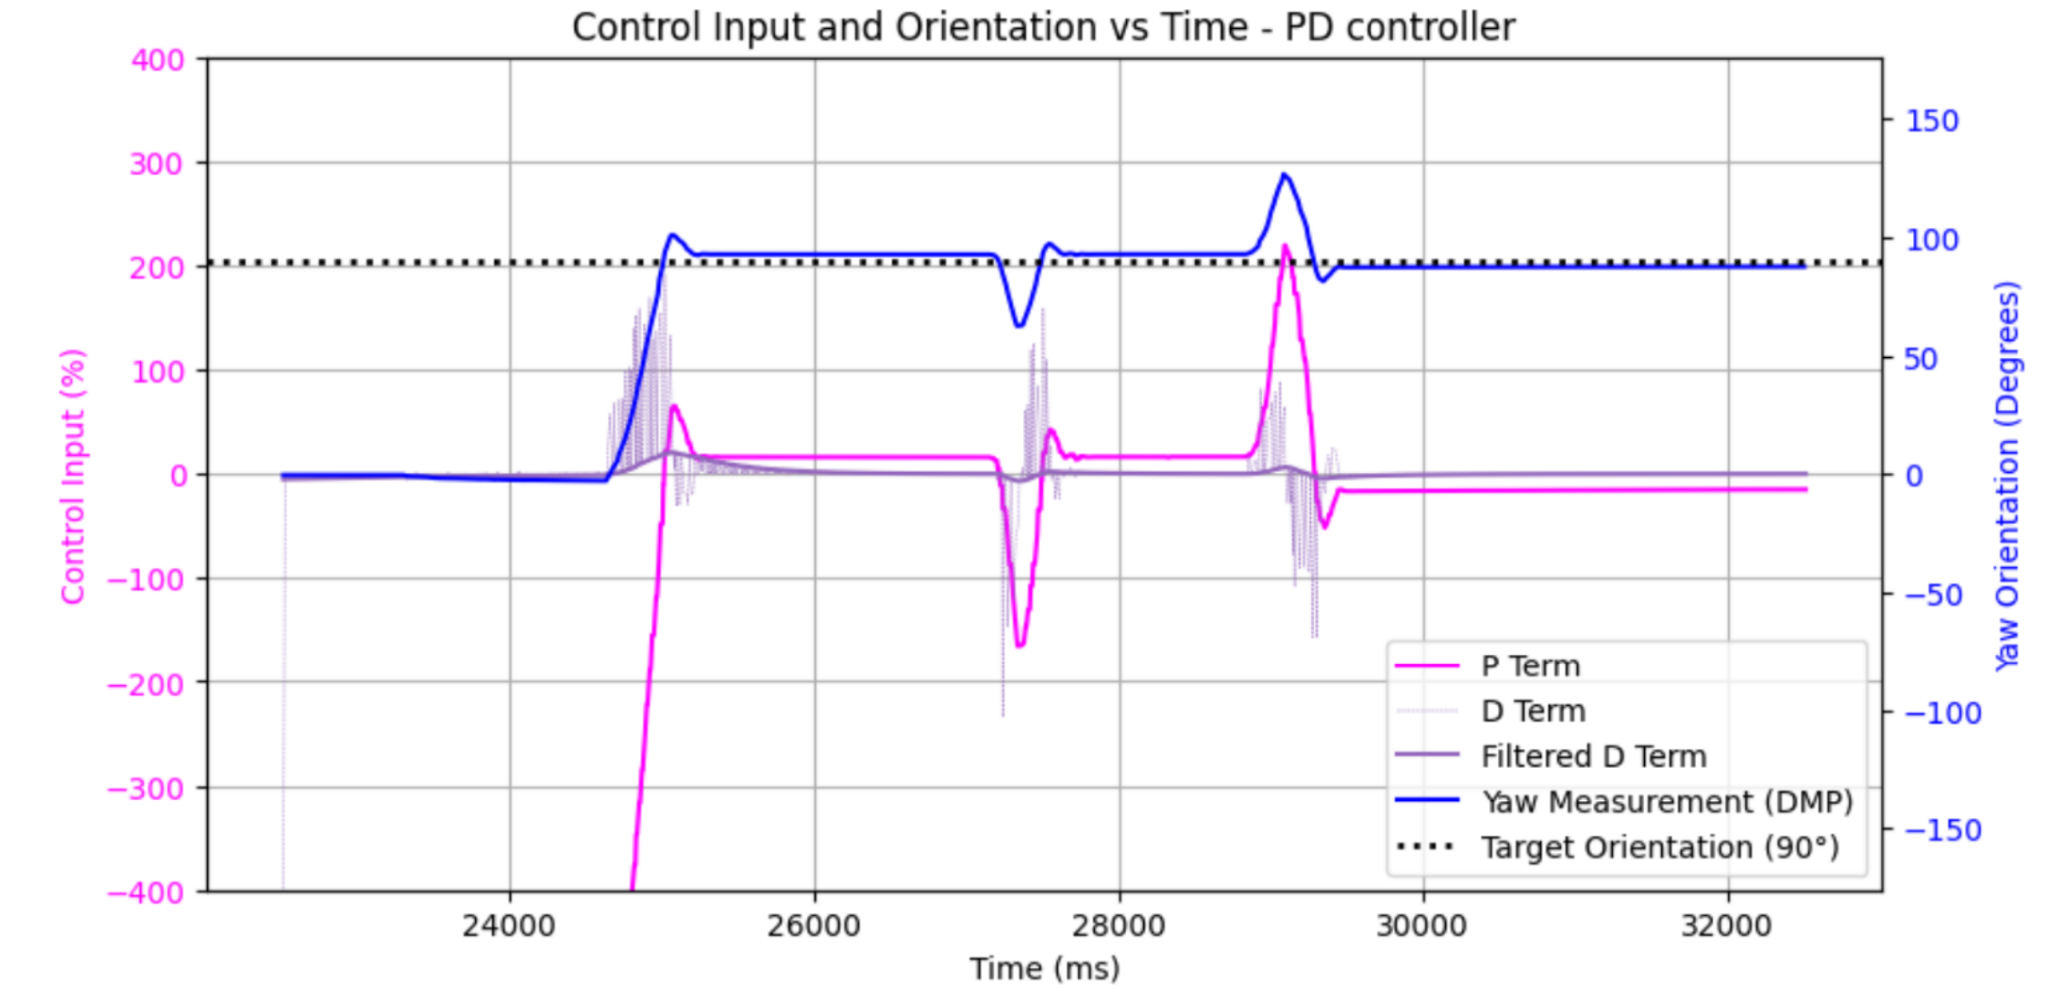 Control Input and Orientation vs Time - PD controller
400
300
200
100
0
−100
−200
−300
−400
Control Input (%)
150
100
50
0
−50
−100
−150
Yaw Orientation (Degrees)
P Term
D Term
Filtered D Term
Yaw Measurement (DMP)
Target Orientation (90°)
24000
26000
28000
30000
32000
Time (ms)